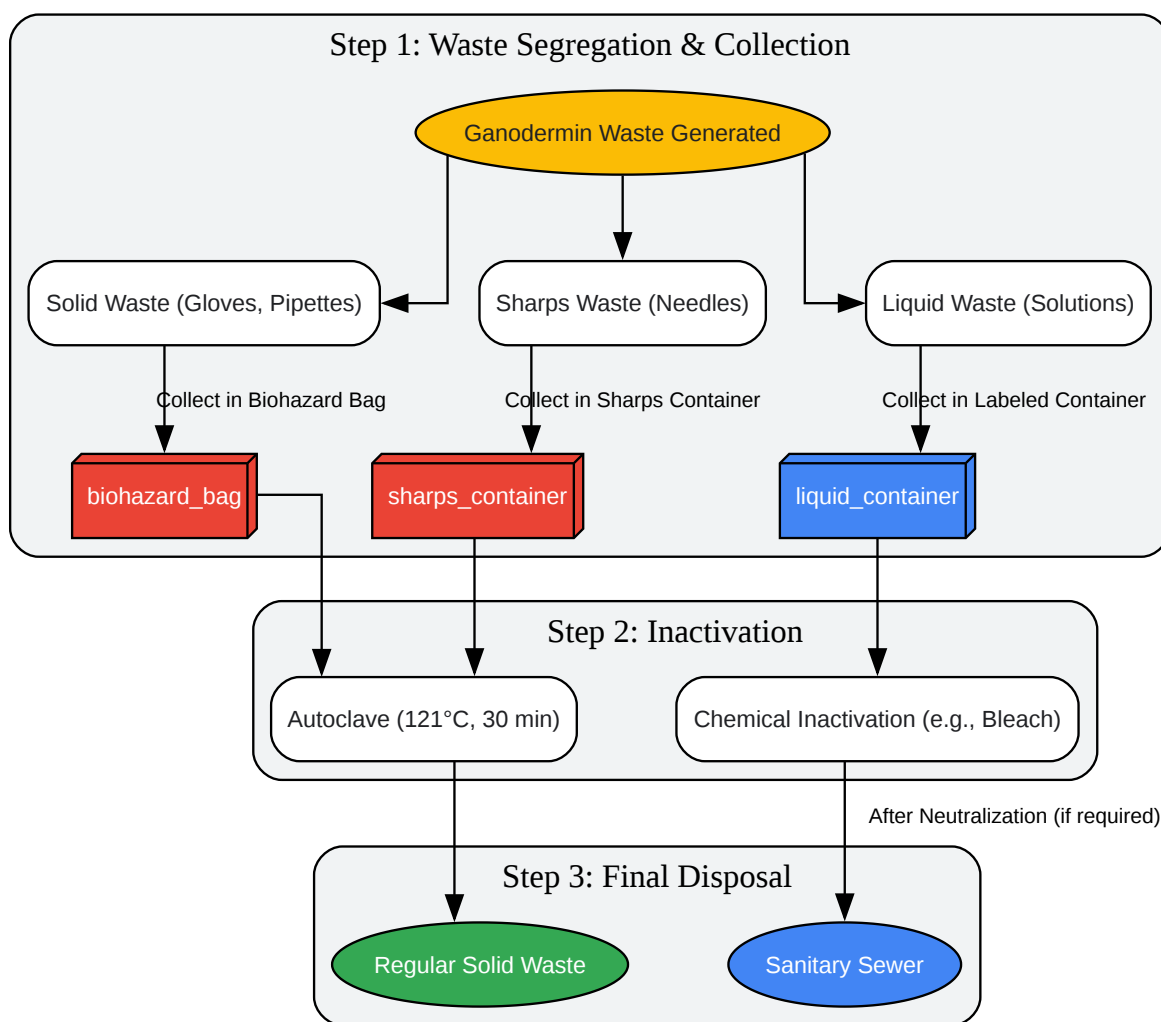 Step 1: Waste Segregation & Collection
Ganodermin Waste Generated
Solid Waste (Gloves, Pipettes)
Sharps Waste (Needles)
Liquid Waste (Solutions)
Collect in Biohazard Bag
Collect in Sharps Container
Collect in Labeled Container
biohazard_bag
sharps_container
liquid_container
Step 2: Inactivation
Autoclave (121°C, 30 min)
Chemical Inactivation (e.g., Bleach)
After Neutralization (if required)
Step 3: Final Disposal
Regular Solid Waste
Sanitary Sewer